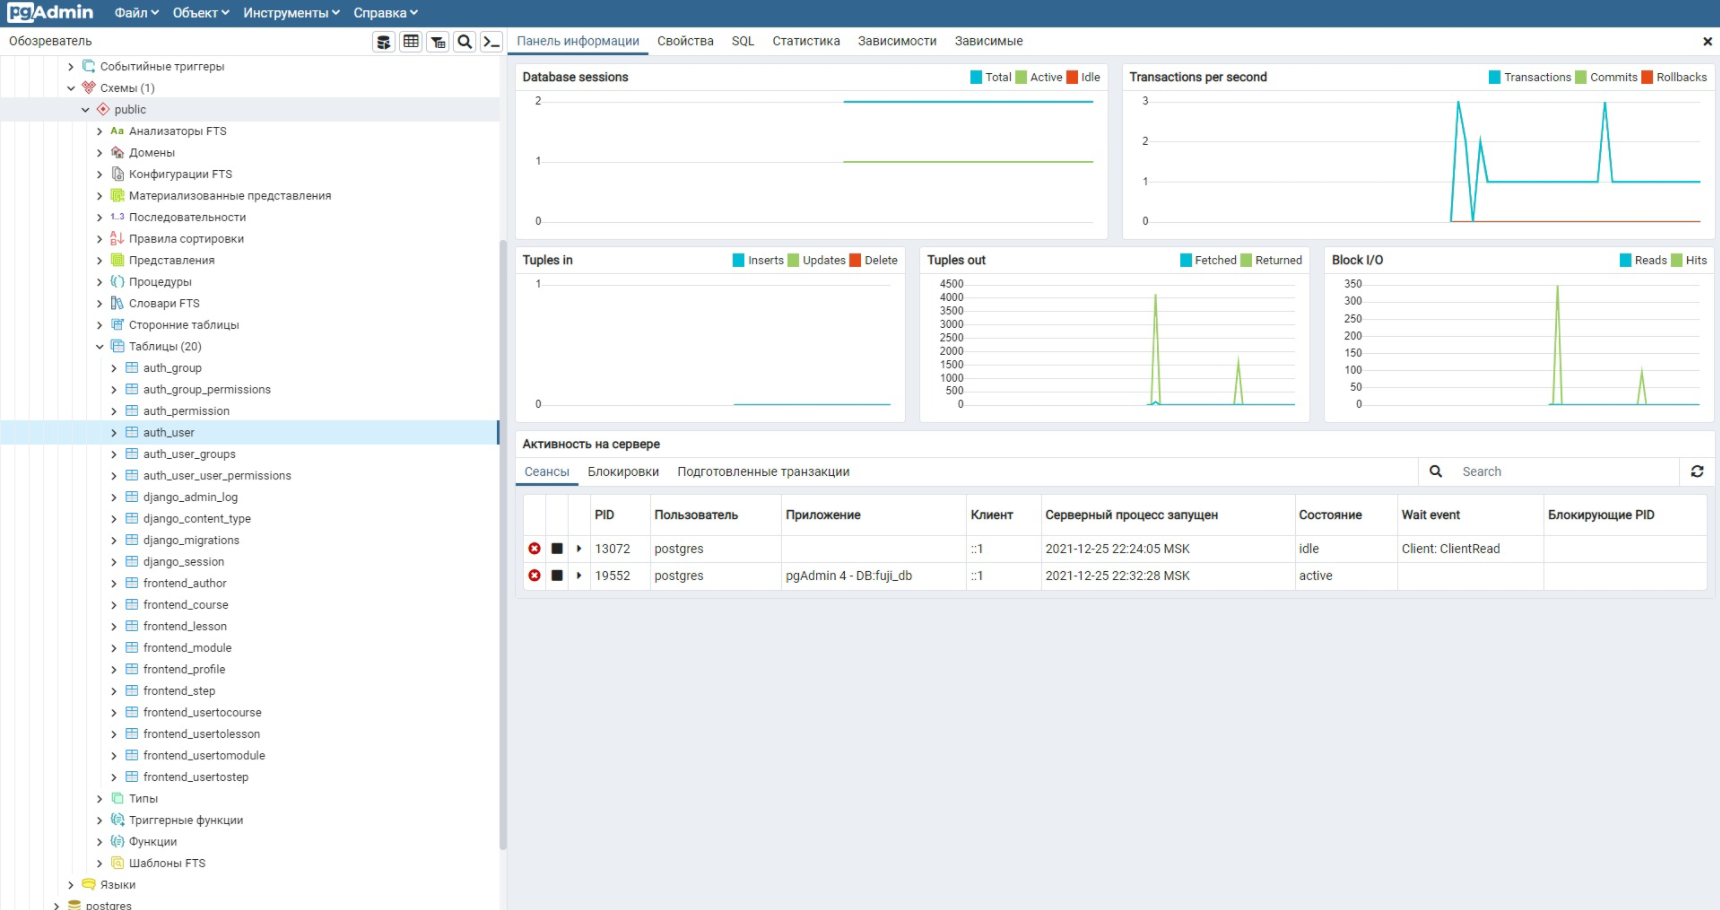 pgAdmin Файл Объект Инструменты Справка
Обозреватель
Событийные триггеры
Схемы (1)
public
Aa Анализаторы FTS
Домены
Конфигурации FTS
Материализованные представления
1..3 Последовательности
Правила сортировки
Представления
Процедуры
Словари FTS
Сторонние таблицы
Таблицы (20)
auth_group
auth_group_permissions
auth_permission
auth_user
auth_user_groups
auth_user_user_permissions
django_admin_log
django_content_type
django_migrations
django_session
frontend_author
frontend_course
frontend_lesson
frontend_module
frontend_profile
frontend_step
frontend_usertocourse
frontend_usertolesson
frontend_usertomodule
frontend_usertostep
Типы
Триггерные функции
Функции
Шаблоны FTS
Языки
postgres
Панель информации Свойства SQL Статистика Зависимости Зависимые
Database sessions Total Active Idle
2
1
0
Transactions per second Transactions Commits Rollbacks
3
2
1
0
Tuples in Inserts Updates Delete
1
0
Tuples out Fetched Returned
4500
4000
3500
3000
2500
2000
1500
1000
500
0
Block I/O Reads Hits
350
300
250
200
150
100
50
0
Активность на сервере
Сеансы Блокировки Подготовленные транзакции Search
PID Пользователь Приложение Клиент Серверный процесс запущен Состояние Wait event Блокирующие PID
13072 postgres ::1 2021-12-25 22:24:05 MSK idle Client: ClientRead
19552 postgres pgAdmin 4 - DB:fuji_db ::1 2021-12-25 22:32:28 MSK active